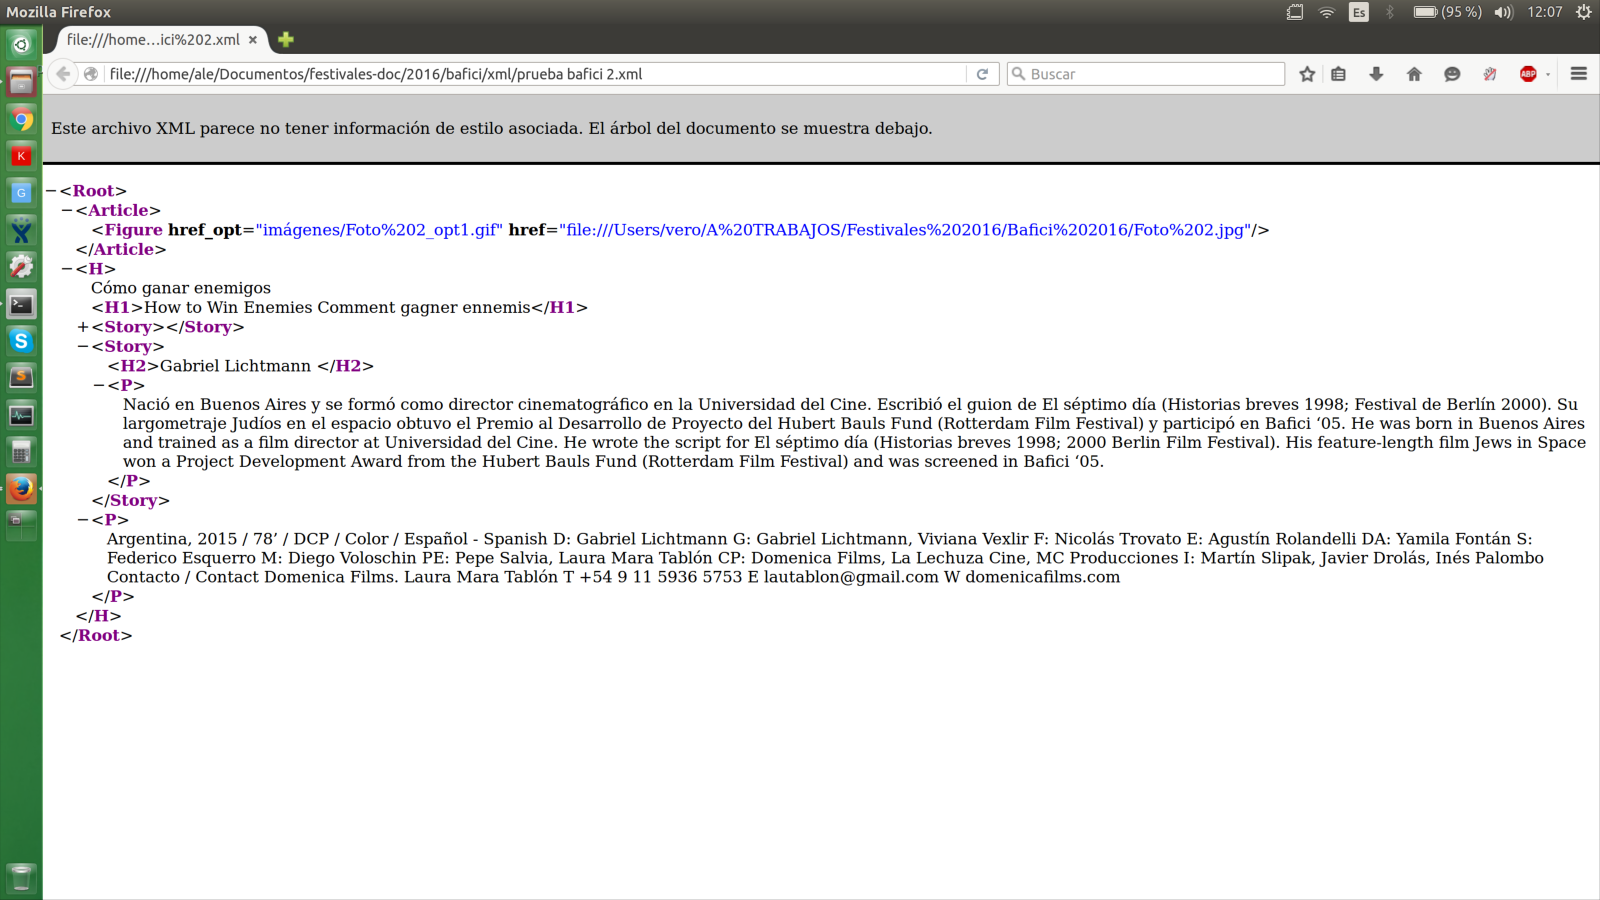 Mozilla Firefox
Es
(95 %)
12:07
file:///home...ici%202.xml
file:///home/ale/Documentos/festivales-doc/2016/bafici/xml/prueba bafici 2.xml
Buscar
ABP
Este archivo XML parece no tener información de estilo asociada. El árbol del documento se muestra debajo.
−<Root>
−<Article>
<Figure href_opt="imágenes/Foto%202_opt1.gif" href="file:///Users/vero/A%20TRABAJOS/Festivales%202016/Bafici%202016/Foto%202.jpg"/>
</Article>
−<H>
Cómo ganar enemigos
<H1>How to Win Enemies Comment gagner ennemis</H1>
+<Story></Story>
−<Story>
<H2>Gabriel Lichtmann </H2>
−<P>
Nació en Buenos Aires y se formó como director cinematográfico en la Universidad del Cine. Escribió el guion de El séptimo día (Historias breves 1998; Festival de Berlín 2000). Su
largometraje Judíos en el espacio obtuvo el Premio al Desarrollo de Proyecto del Hubert Bauls Fund (Rotterdam Film Festival) y participó en Bafici ‘05. He was born in Buenos Aires
and trained as a film director at Universidad del Cine. He wrote the script for El séptimo día (Historias breves 1998; 2000 Berlin Film Festival). His feature-length film Jews in Space
won a Project Development Award from the Hubert Bauls Fund (Rotterdam Film Festival) and was screened in Bafici ‘05.
</P>
</Story>
−<P>
Argentina, 2015 / 78’ / DCP / Color / Español - Spanish D: Gabriel Lichtmann G: Gabriel Lichtmann, Viviana Vexlir F: Nicolás Trovato E: Agustín Rolandelli DA: Yamila Fontán S:
Federico Esquerro M: Diego Voloschin PE: Pepe Salvia, Laura Mara Tablón CP: Domenica Films, La Lechuza Cine, MC Producciones I: Martín Slipak, Javier Drolás, Inés Palombo
Contacto / Contact Domenica Films. Laura Mara Tablón T +54 9 11 5936 5753 E lautablon@gmail.com W domenicafilms.com
</P>
</H>
</Root>
K
G
S
S